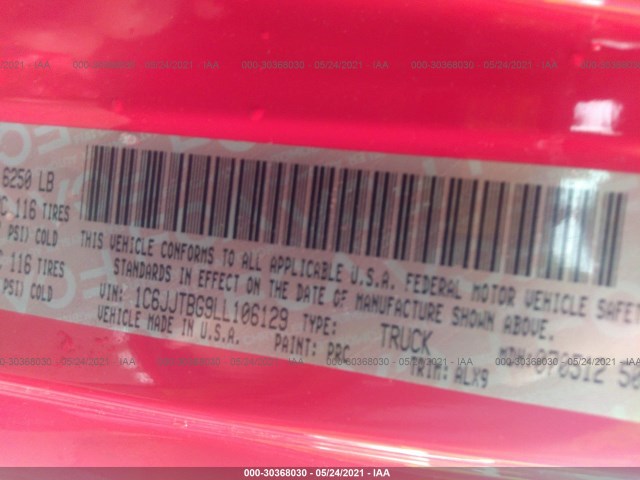 000-30368030 - 05/24/2021 - IAA
6250 LB
116 TIRES
PSI) COLD
116 TIRES
PSI) COLD
THIS VEHICLE CONFORMS TO ALL APPLICABLE U.S.A. FEDERAL MOTOR VEHICLE SAFET
STANDARDS IN EFFECT ON THE DATE OF MANUFACTURE SHOWN ABOVE.
VIN: 1C6JJTBG9LL106129 TYPE: TRUCK
VEHICLE MADE IN U.S.A. PAINT: TRIM: ALX9
000-30368030 - 05/24/2021 - IAA